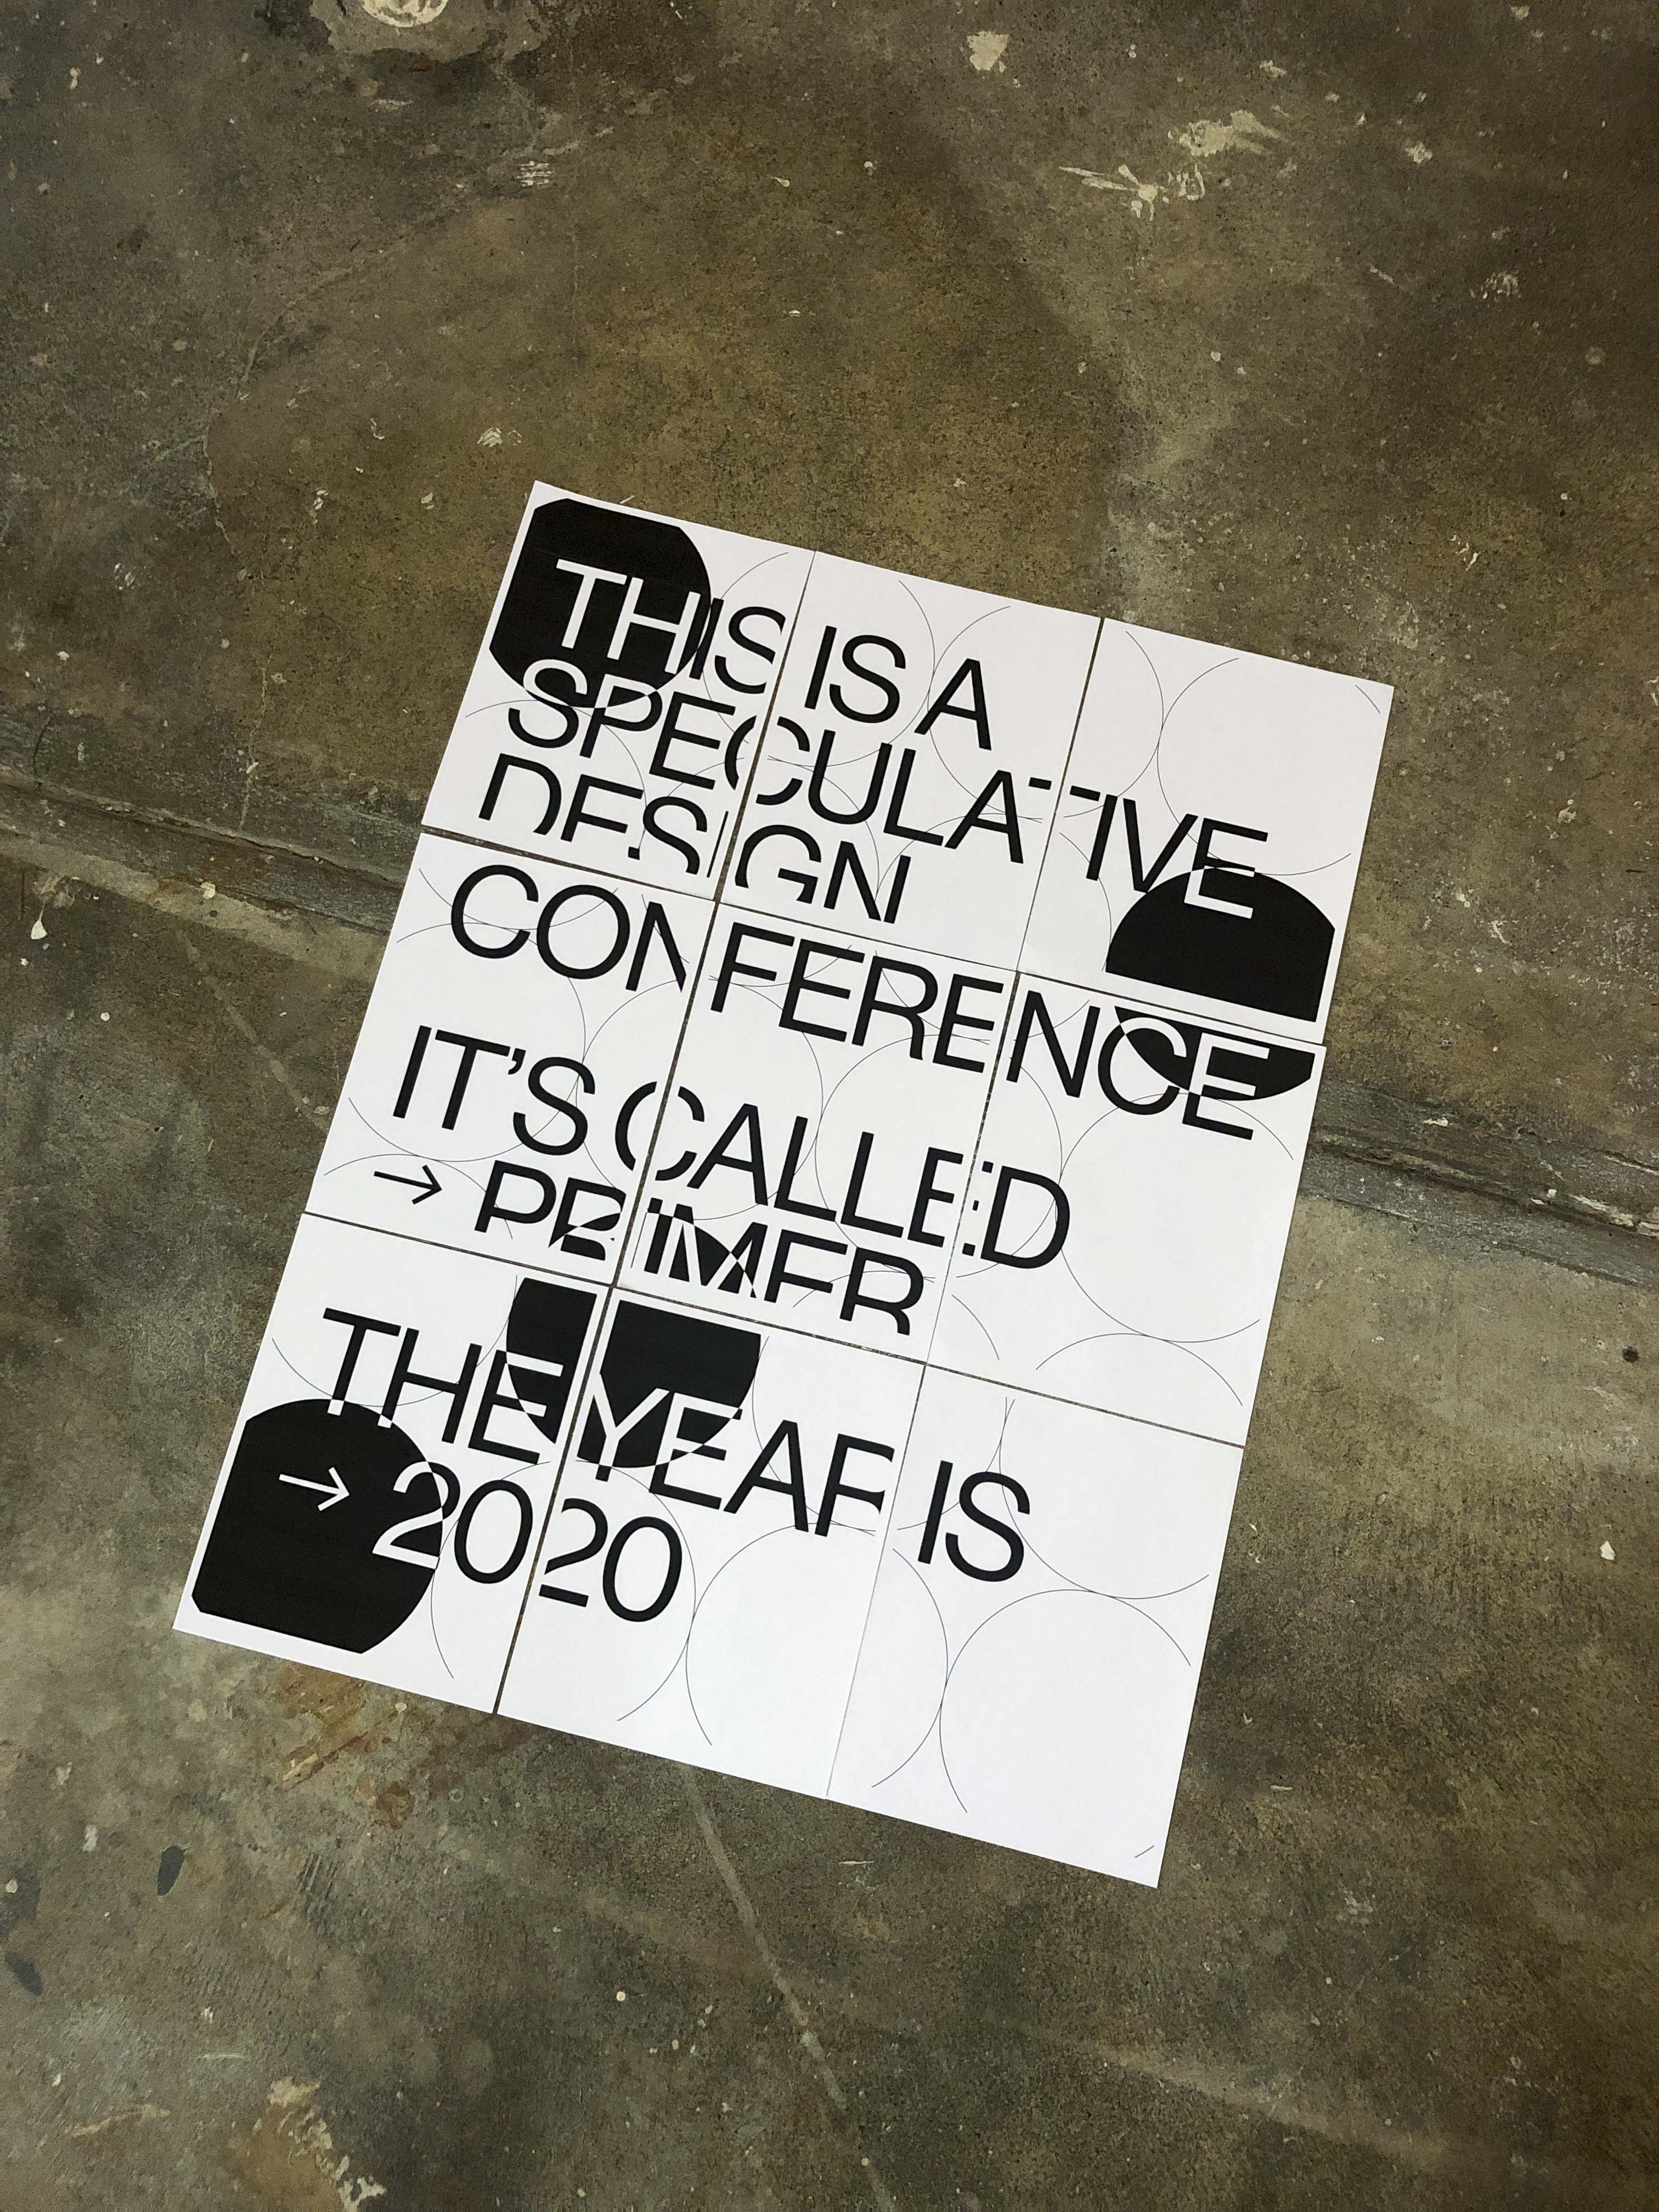 THIS IS A
SPECULATIVE
DESIGN
CONFERENCE
IT’S CALLED
→ PRIMER
THE YEAR IS
→ 2020